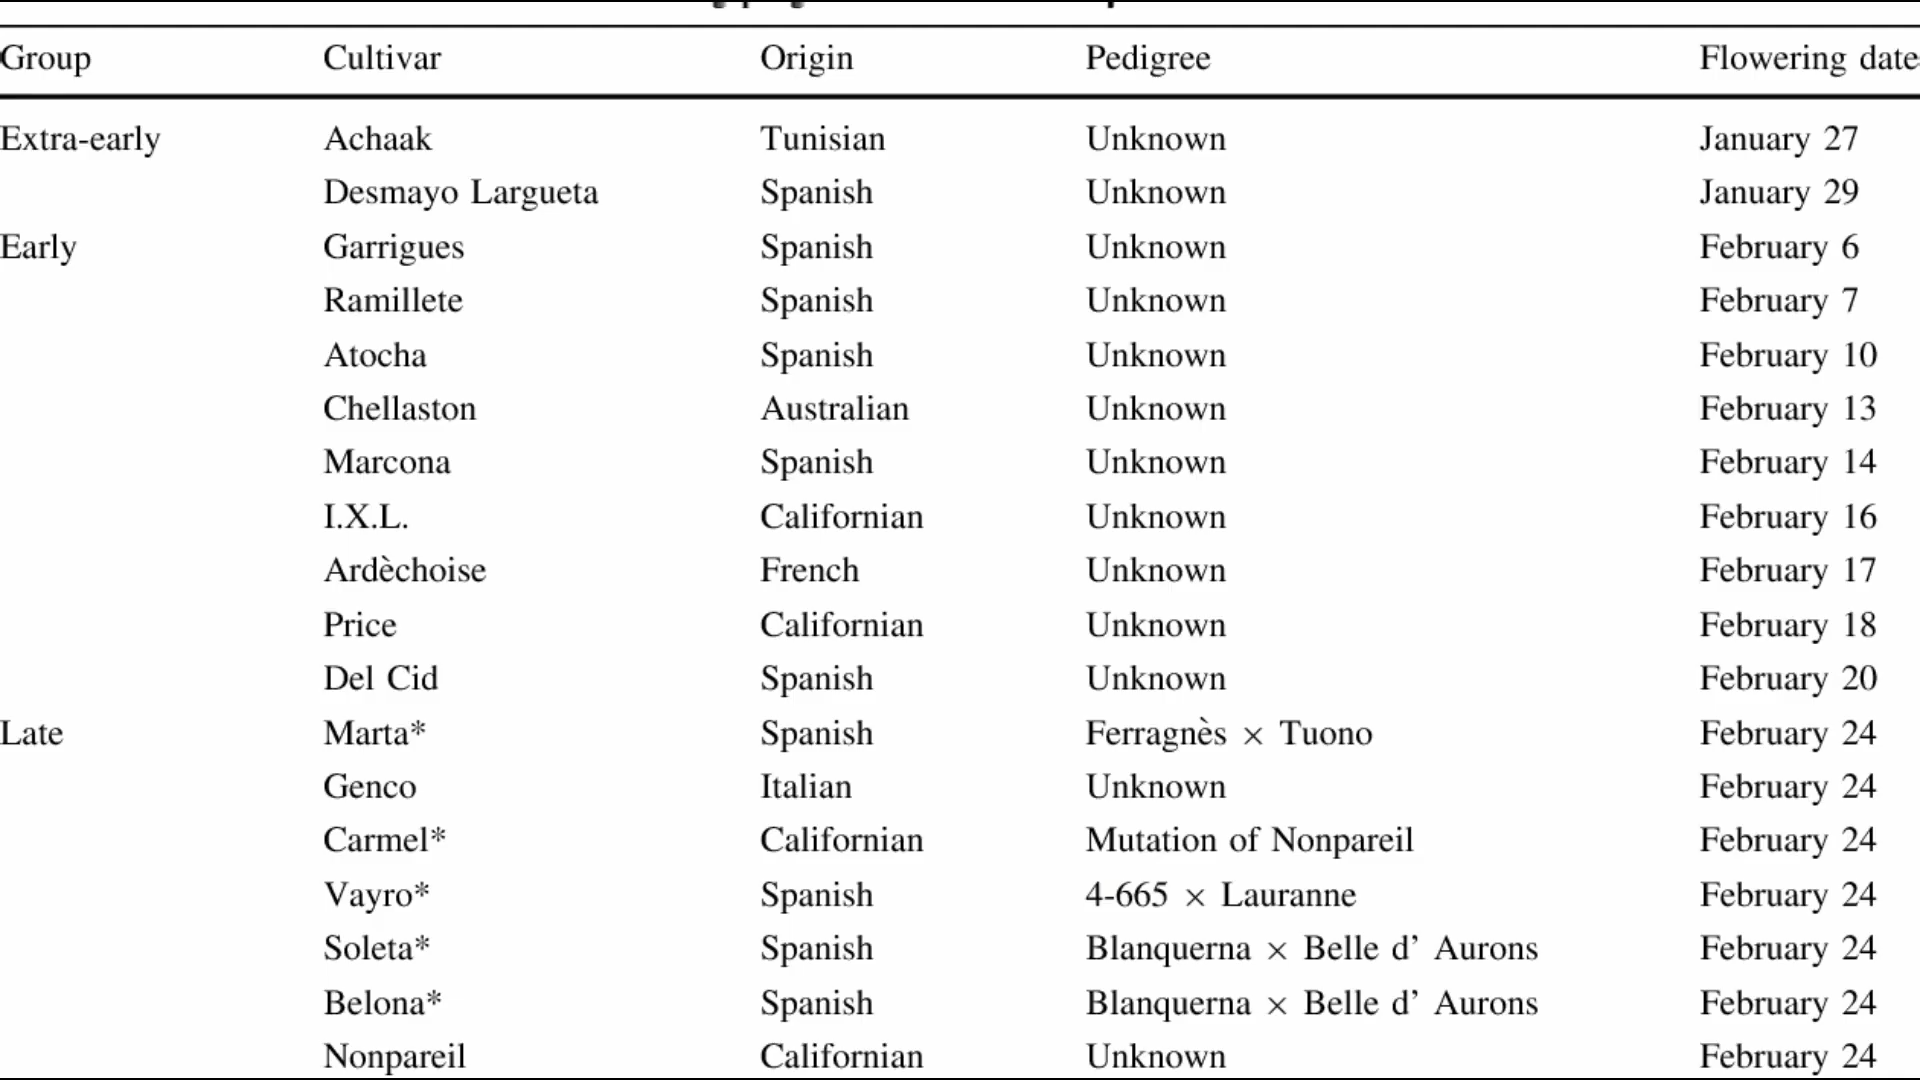 Group Cultivar Origin Pedigree Flowering date
Extra-early Achaak Tunisian Unknown January 27
Desmayo Largueta Spanish Unknown January 29
Early Garrigues Spanish Unknown February 6
Ramillete Spanish Unknown February 7
Atocha Spanish Unknown February 10
Chellaston Australian Unknown February 13
Marcona Spanish Unknown February 14
I.X.L. Californian Unknown February 16
Ardèchoise French Unknown February 17
Price Californian Unknown February 18
Del Cid Spanish Unknown February 20
Late Marta* Spanish Ferragnès × Tuono February 24
Genco Italian Unknown February 24
Carmel* Californian Mutation of Nonpareil February 24
Vayro* Spanish 4-665 × Lauranne February 24
Soleta* Spanish Blanquerna × Belle d' Aurons February 24
Belona* Spanish Blanquerna × Belle d' Aurons February 24
Nonpareil Californian Unknown February 24